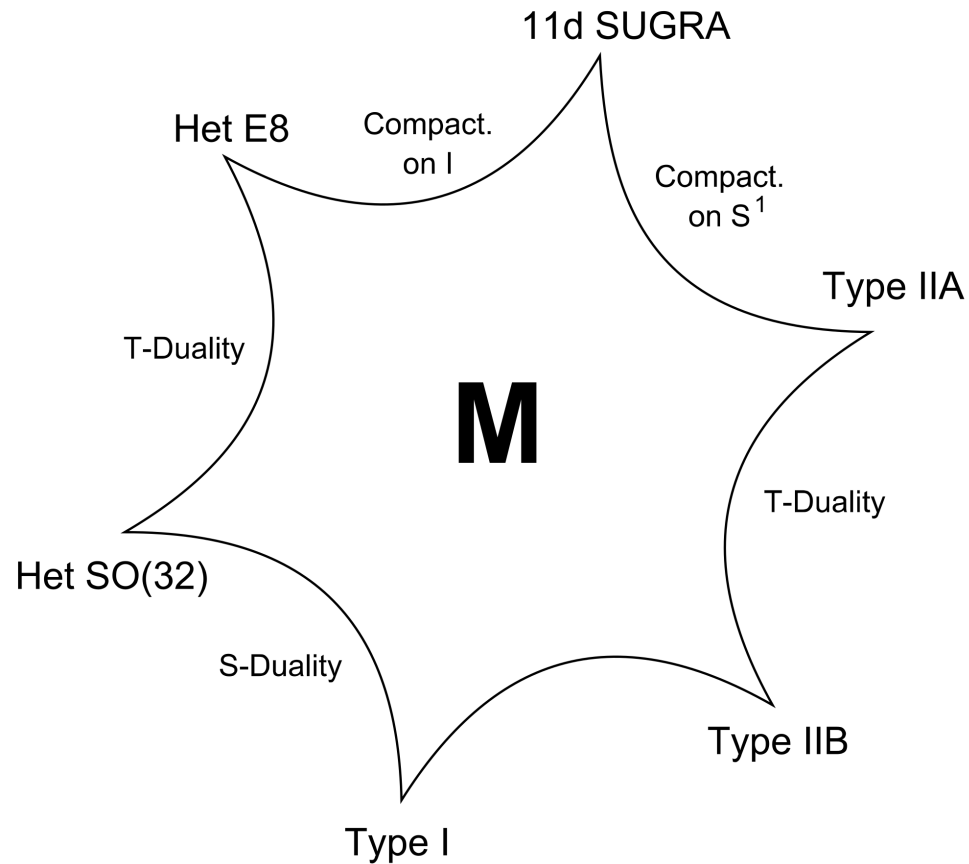 11d SUGRA
Het E8
Compact.
on I
Compact.
on S¹
Type IIA
T-Duality
M
T-Duality
Het SO(32)
S-Duality
Type IIB
Type I